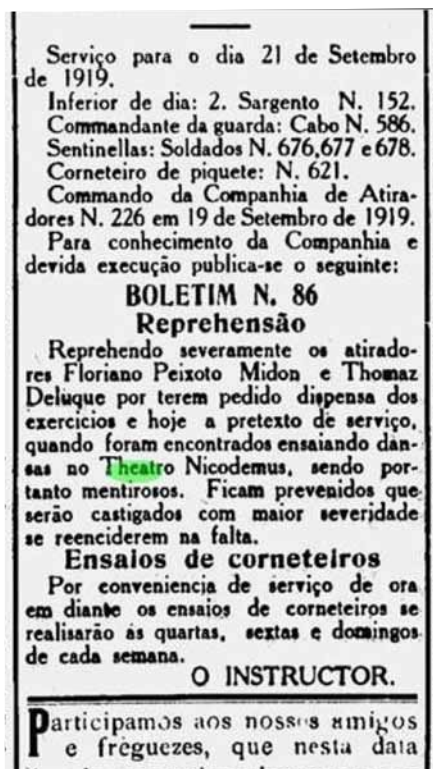 Serviço para o dia 21 de Setembro
de 1919.
Inferior de dia: 2. Sargento N. 152.
Commandante da guarda: Cabo N. 586.
Sentinellas: Soldados N. 676,677 e 678.
Corneteiro de piquete: N. 621.
Commando da Companhia de Atira-
dores N. 226 em 19 de Setembro de 1919.
Para conhecimento da Companhia e
devida execução publica-se o seguinte:
BOLETIM N. 86
Reprehensão
Reprehendo severamente os atirado-
res Floriano Peixoto Midon e Thomaz
Deluque por terem pedido dispensa dos
exercicios e hoje a pretexto de serviço,
quando foram encontrados ensaiando dan-
sas no Theatro Nicodemus, sendo por-
tanto mentirosos. Ficam prevenidos que
serão castigados com maior severidade
se reenciderem na falta.
Ensaios de corneteiros
Por conveniencia de serviço de ora
em diante os ensaios de corneteiros se
realisarão ás quartas, sextas e domingos
de cada semana.
O INSTRUCTOR.
Participamos aos nossos amigos
e freguezes, que nesta data